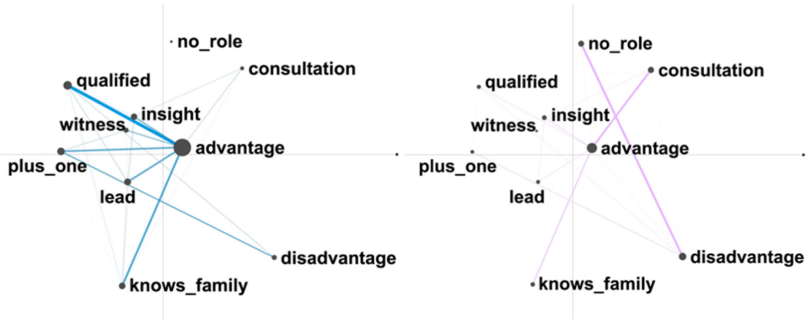 no_role
consultation
qualified
insight
witness
advantage
plus_one
lead
disadvantage
knows_family
no_role
consultation
qualified
insight
witness
advantage
plus_one
lead
disadvantage
knows_family